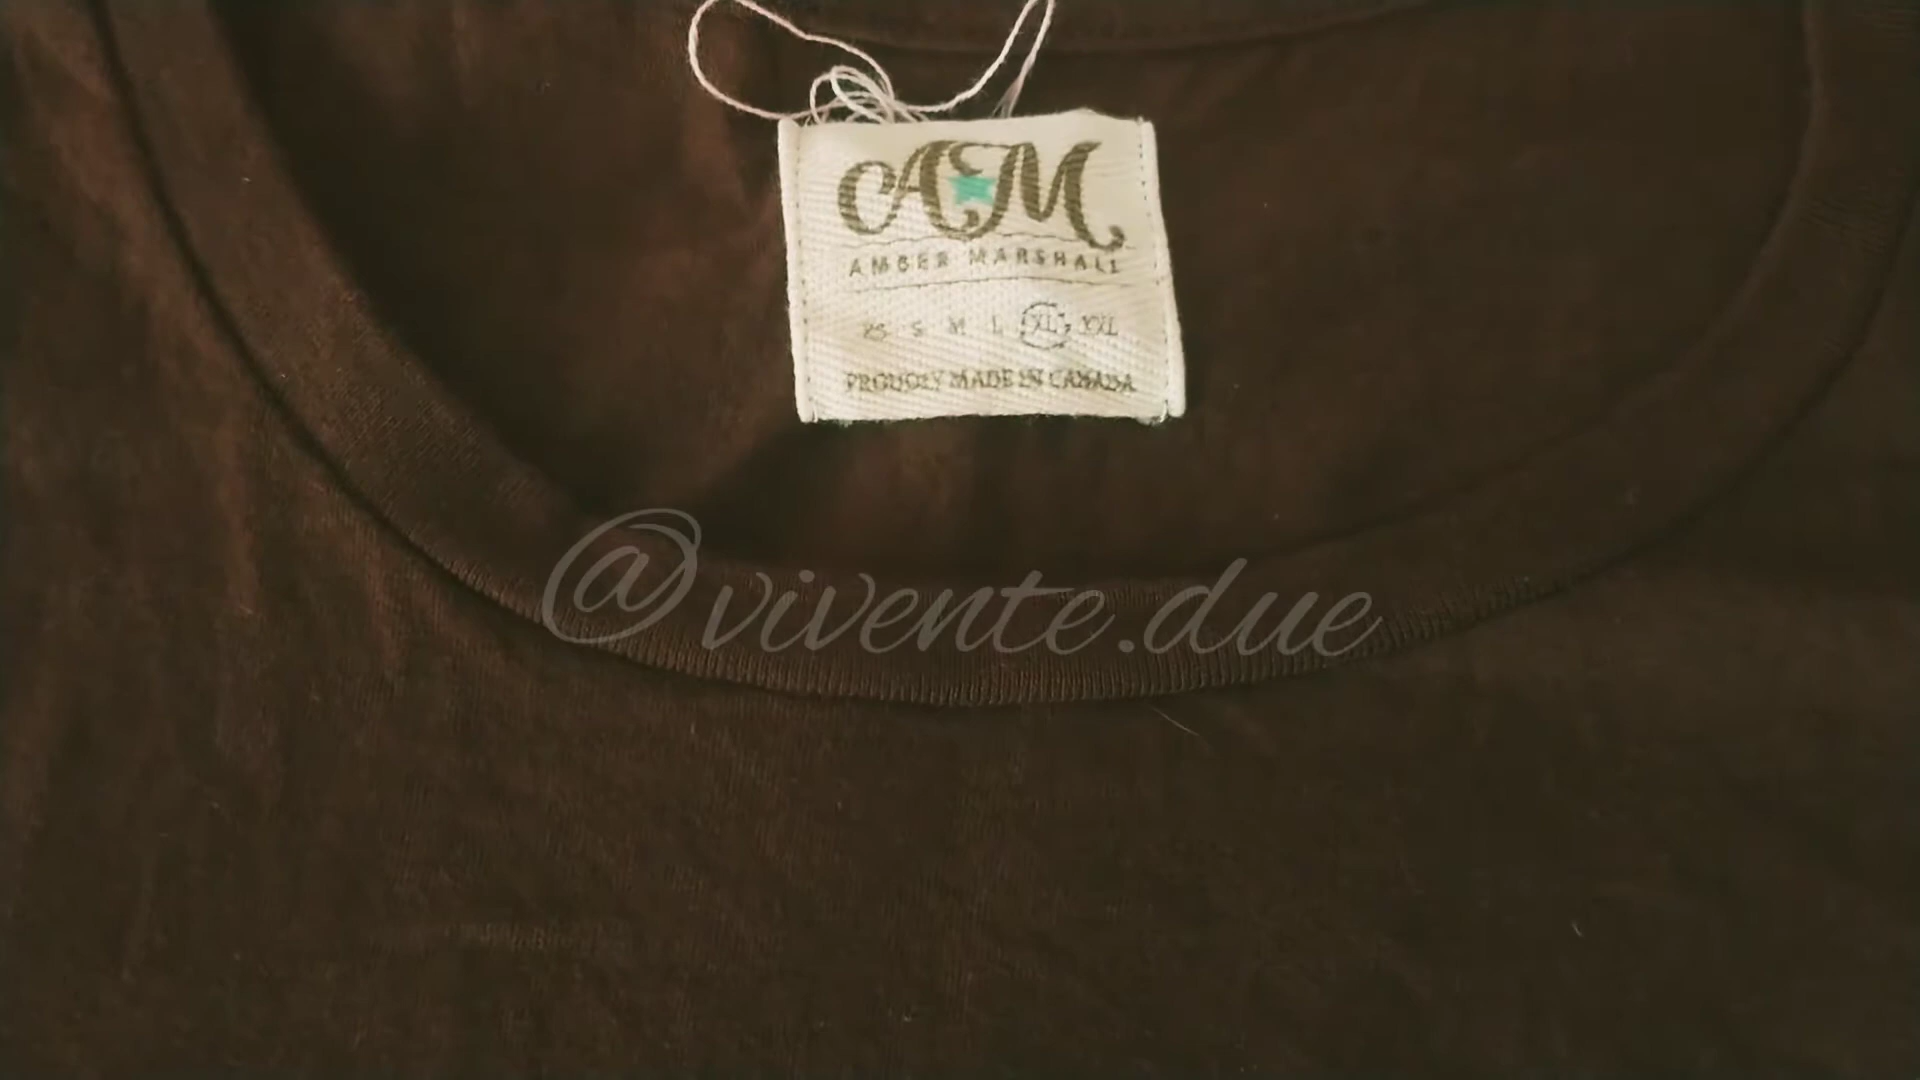 AM
AMBER MARSHALL
XS S M L XL XXL
PROUDLY MADE IN CANADA
@vivente.due